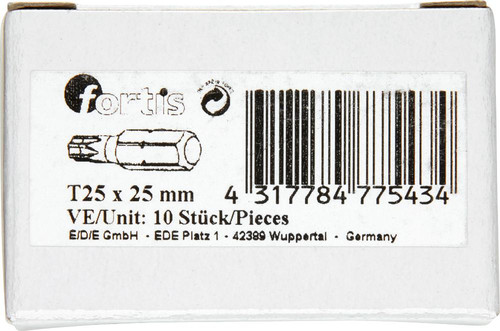 fortis
T25 x 25 mm
4 317784 775434
VE/Unit: 10 Stück/Pieces
E/D/E GmbH - EDE Platz 1 - 42389 Wuppertal - Germany